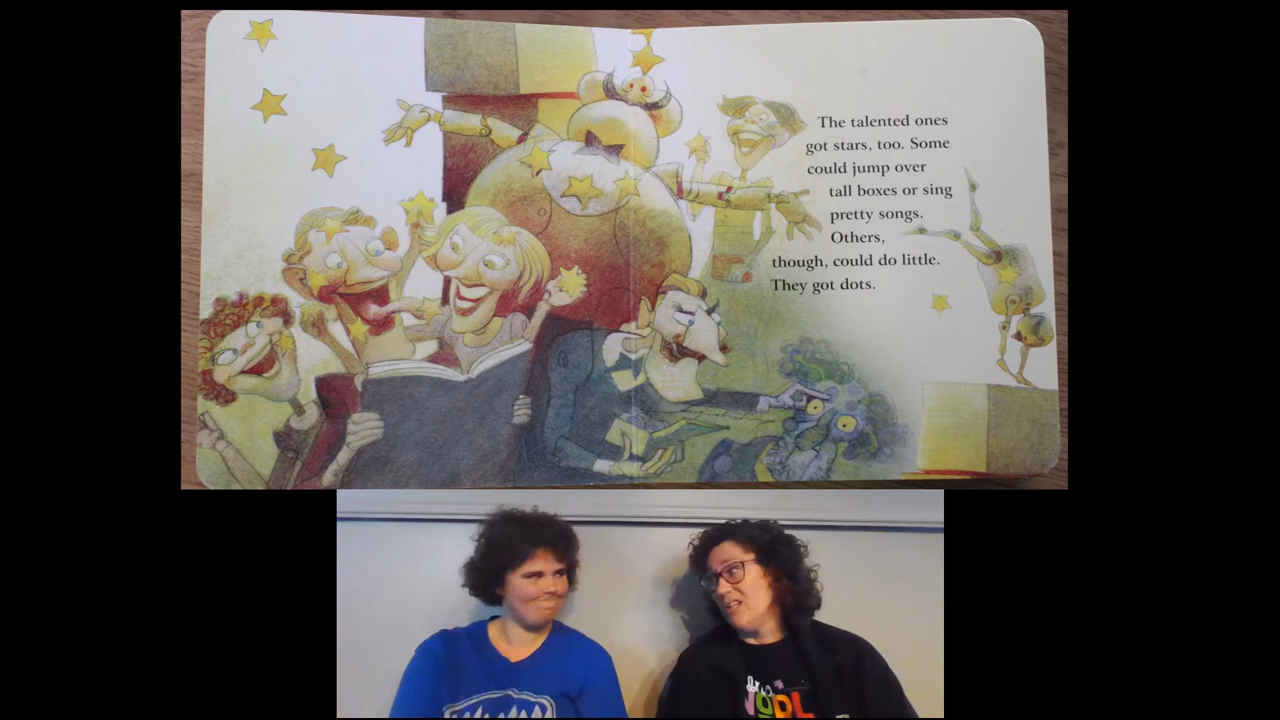 The talented ones
got stars, too. Some
could jump over
tall boxes or sing
pretty songs.
Others,
though, could do little.
They got dots.